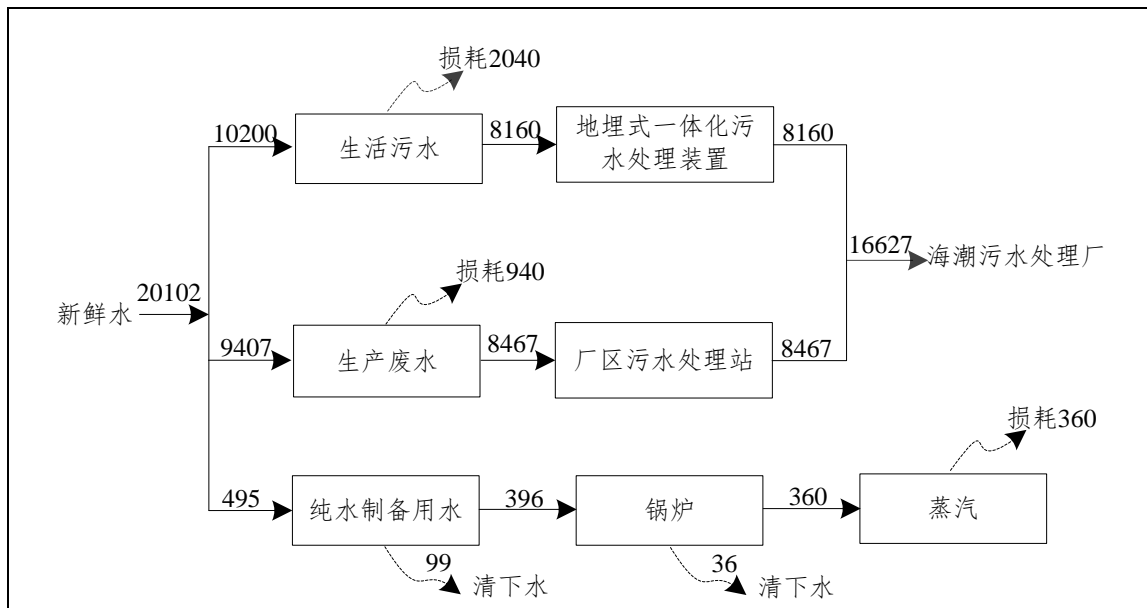 损耗2040
10200
生活污水
8160
地埋式一体化污
水处理装置
8160
16627
海潮污水处理厂
损耗940
新鲜水
20102
9407
生产废水
8467
厂区污水处理站
8467
损耗360
495
纯水制备用水
396
锅炉
360
蒸汽
99
清下水
36
清下水